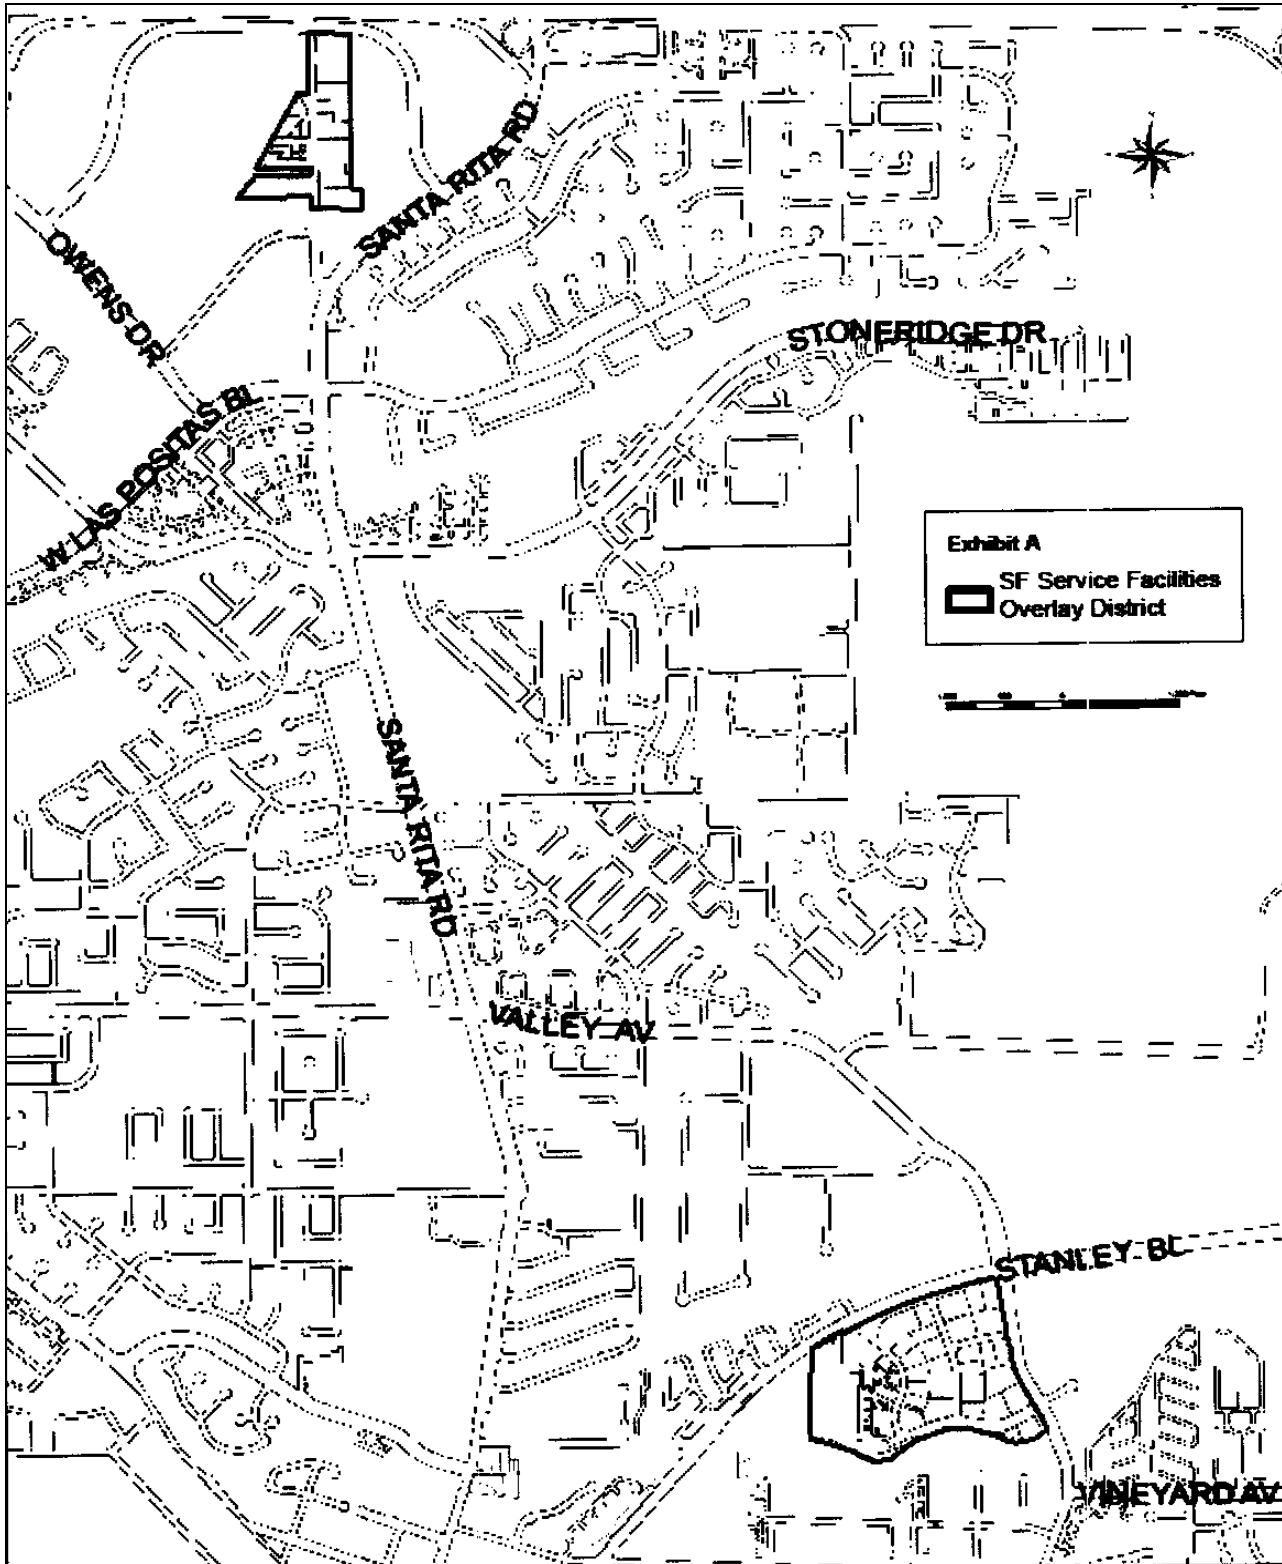 SANTA RITA RD
OWENS DR
STONERIDGE DR
W LAS POSITAS BL
Exhibit A
SF Service Facilities
Overlay District
SANTA RITA RD
VALLEY AV
STANLEY BL
VINEYARD AV